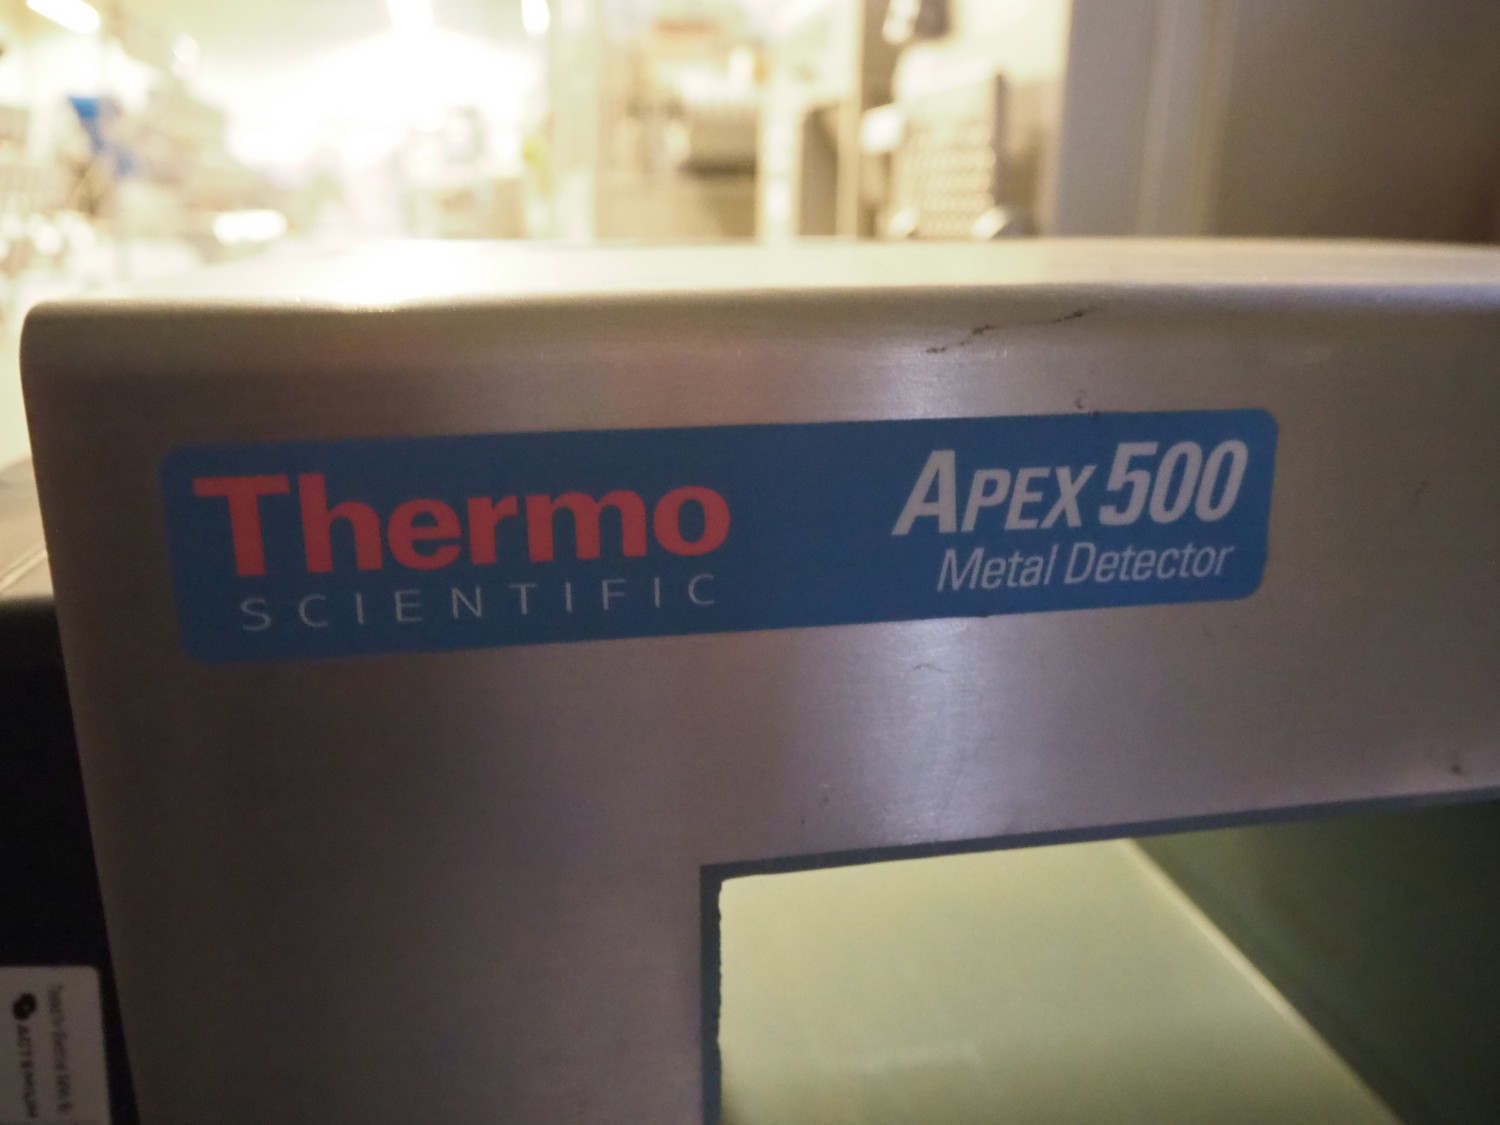 Thermo
SCIENTIFIC
APEX 500
Metal Detector